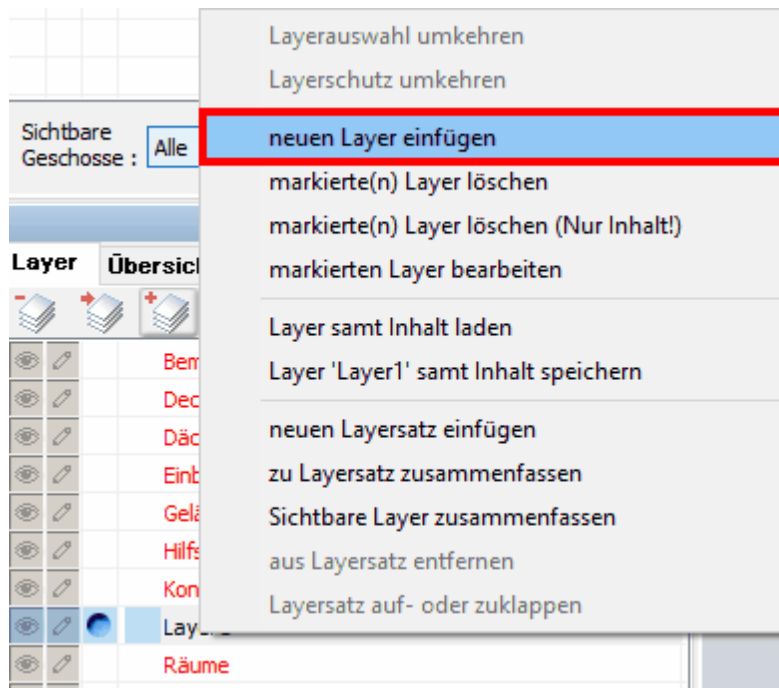 Layerauswahl umkehren
Layerschutz umkehren
neuen Layer einfügen
markierte(n) Layer löschen
markierte(n) Layer löschen (Nur Inhalt!)
markierten Layer bearbeiten
Layer samt Inhalt laden
Layer 'Layer1' samt Inhalt speichern
neuen Layersatz einfügen
zu Layersatz zusammenfassen
Sichtbare Layer zusammenfassen
aus Layersatz entfernen
Layersatz auf- oder zuklappen
Sichtbare
Geschosse : Alle
Layer
Räume